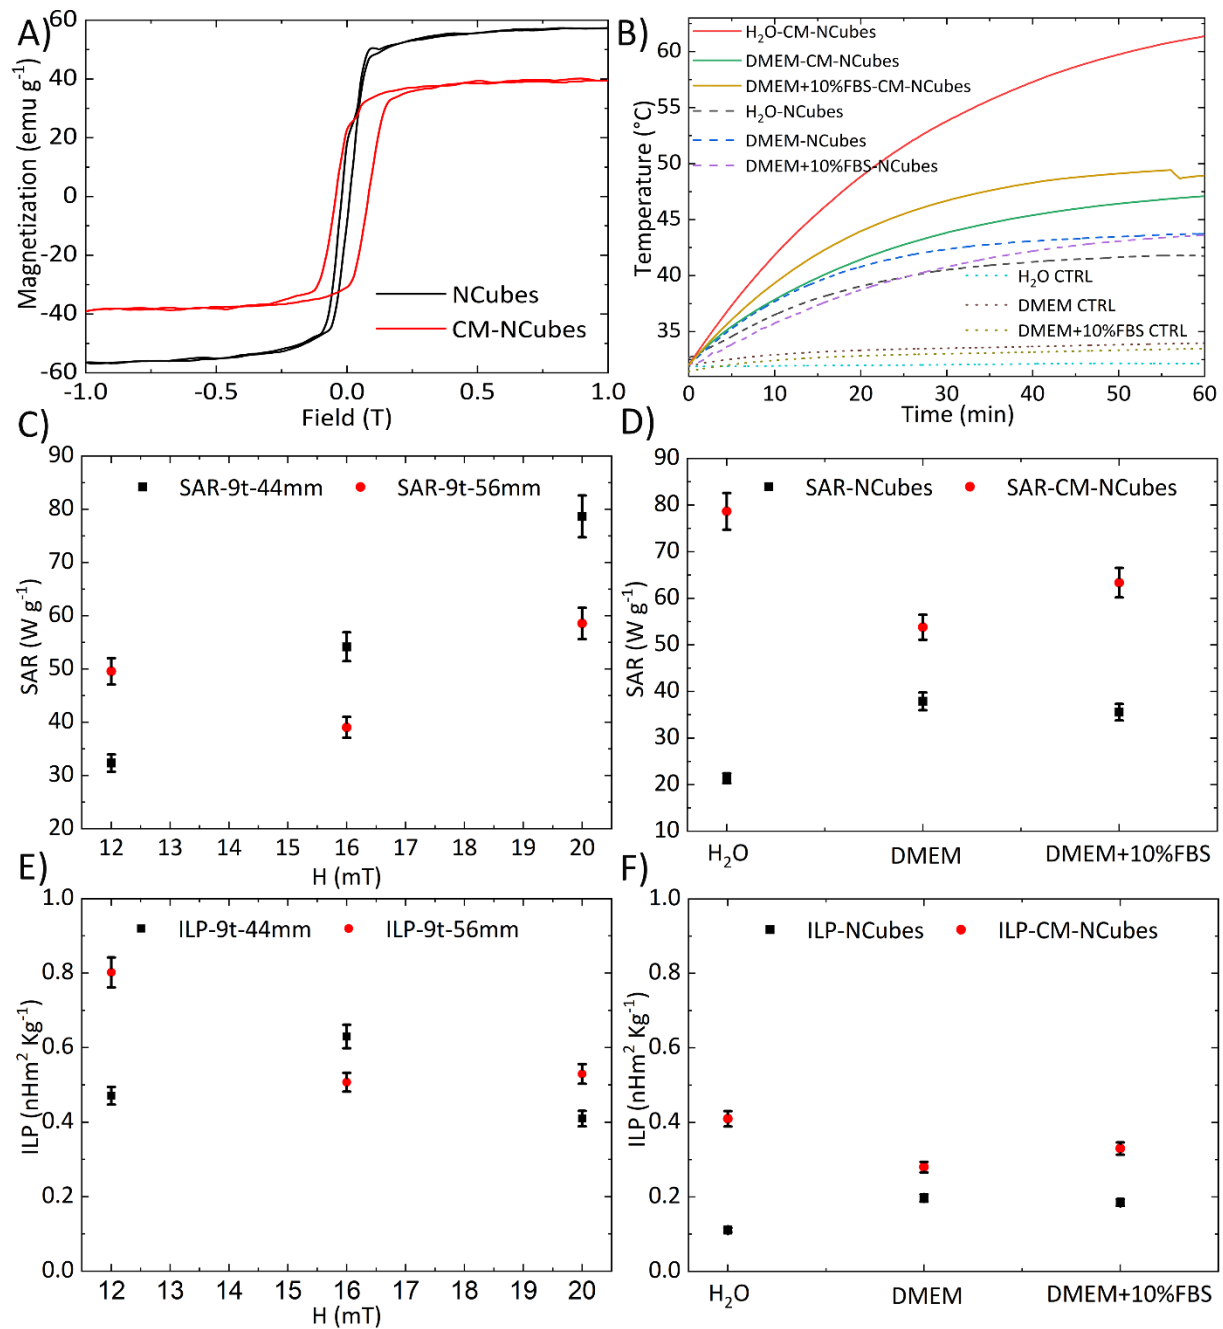 A)
Magnetization (emu g⁻¹)
60
40
20
0
-20
-40
-60
NCubes
CM-NCubes
-1.0
-0.5
0.0
0.5
1.0
Field (T)
B)
Temperature (°C)
60
55
50
45
40
35
H₂O-CM-NCubes
DMEM-CM-NCubes
DMEM+10%FBS-CM-NCubes
H₂O-NCubes
DMEM-NCubes
DMEM+10%FBS-NCubes
H₂O CTRL
DMEM CTRL
DMEM+10%FBS CTRL
0
10
20
30
40
50
60
Time (min)
C)
SAR (W g⁻¹)
90
80
70
60
50
40
30
20
SAR-9t-44mm
SAR-9t-56mm
12
13
14
15
16
17
18
19
20
H (mT)
D)
SAR (W g⁻¹)
90
80
70
60
50
40
30
20
10
SAR-NCubes
SAR-CM-NCubes
H₂O
DMEM
DMEM+10%FBS
E)
ILP (nHm² Kg⁻¹)
1.0
0.8
0.6
0.4
0.2
0.0
ILP-9t-44mm
ILP-9t-56mm
12
13
14
15
16
17
18
19
20
H (mT)
F)
ILP (nHm² Kg⁻¹)
1.0
0.8
0.6
0.4
0.2
0.0
ILP-NCubes
ILP-CM-NCubes
H₂O
DMEM
DMEM+10%FBS